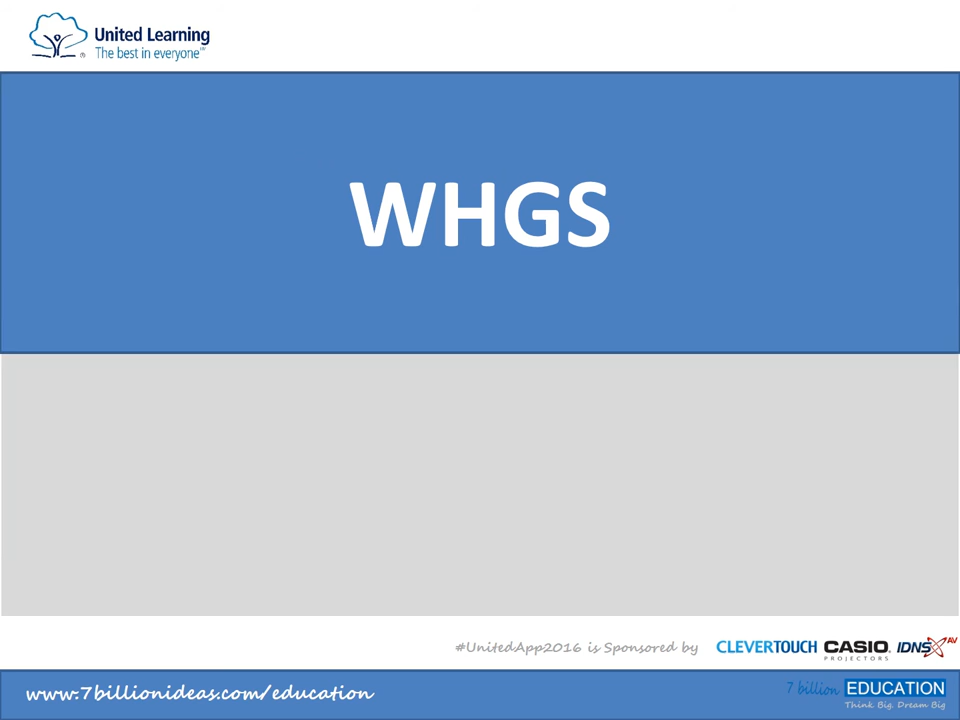 United Learning
The best in everyone
WHGS
#UnitedApp2016 is Sponsored by
CLEVERTOUCH
CASIO
PROJECTORS
IDNS AV
www.7billionideas.com/education
7 billion EDUCATION
Think Big. Dream Big